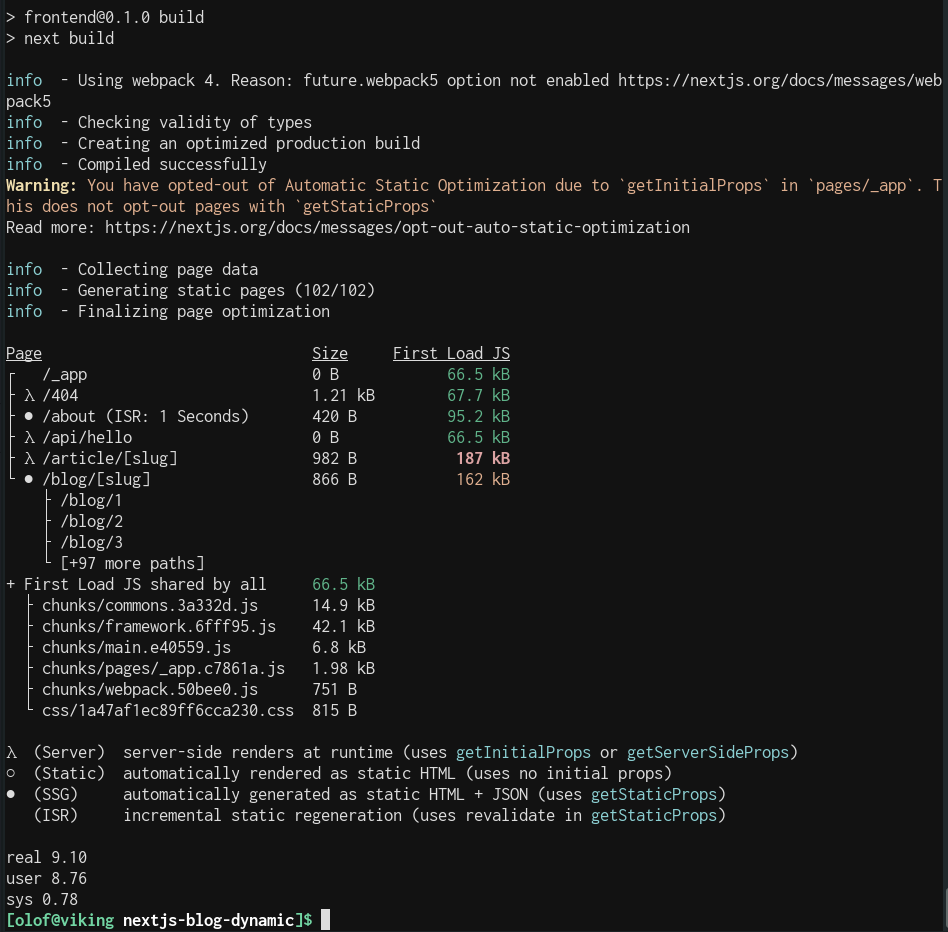 > frontend@0.1.0 build
> next build
info  - Using webpack 4. Reason: future.webpack5 option not enabled https://nextjs.org/docs/messages/web
pack5
info  - Checking validity of types
info  - Creating an optimized production build
info  - Compiled successfully
Warning: You have opted-out of Automatic Static Optimization due to `getInitialProps` in `pages/_app`. T
his does not opt-out pages with `getStaticProps`
Read more: https://nextjs.org/docs/messages/opt-out-auto-static-optimization
info  - Collecting page data
info  - Generating static pages (102/102)
info  - Finalizing page optimization
Page                              Size     First Load JS
┌   /_app                         0 B            66.5 kB
├ λ /404                          1.21 kB        67.7 kB
├ ● /about (ISR: 1 Seconds)       420 B          95.2 kB
├ λ /api/hello                    0 B            66.5 kB
├ λ /article/[slug]               982 B           187 kB
└ ● /blog/[slug]                  866 B           162 kB
    ├ /blog/1
    ├ /blog/2
    ├ /blog/3
    └ [+97 more paths]
+ First Load JS shared by all     66.5 kB
  ├ chunks/commons.3a332d.js      14.9 kB
  ├ chunks/framework.6fff95.js    42.1 kB
  ├ chunks/main.e40559.js         6.8 kB
  ├ chunks/pages/_app.c7861a.js   1.98 kB
  ├ chunks/webpack.50bee0.js      751 B
  └ css/1a47af1ec89ff6cca230.css  815 B
λ  (Server)  server-side renders at runtime (uses getInitialProps or getServerSideProps)
○  (Static)  automatically rendered as static HTML (uses no initial props)
●  (SSG)     automatically generated as static HTML + JSON (uses getStaticProps)
   (ISR)     incremental static regeneration (uses revalidate in getStaticProps)
real 9.10
user 8.76
sys 0.78
[olof@viking nextjs-blog-dynamic]$